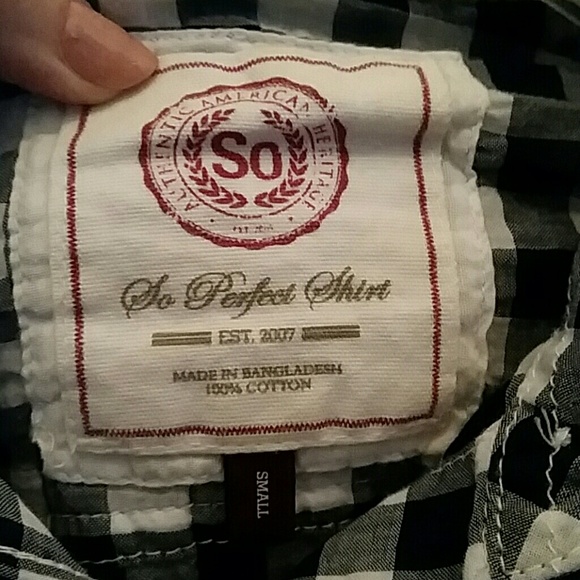 AUTHENTIC AMERICAN HERITAGE
So
So Perfect Shirt
EST. 2007
MADE IN BANGLADESH
100% COTTON
SMALL